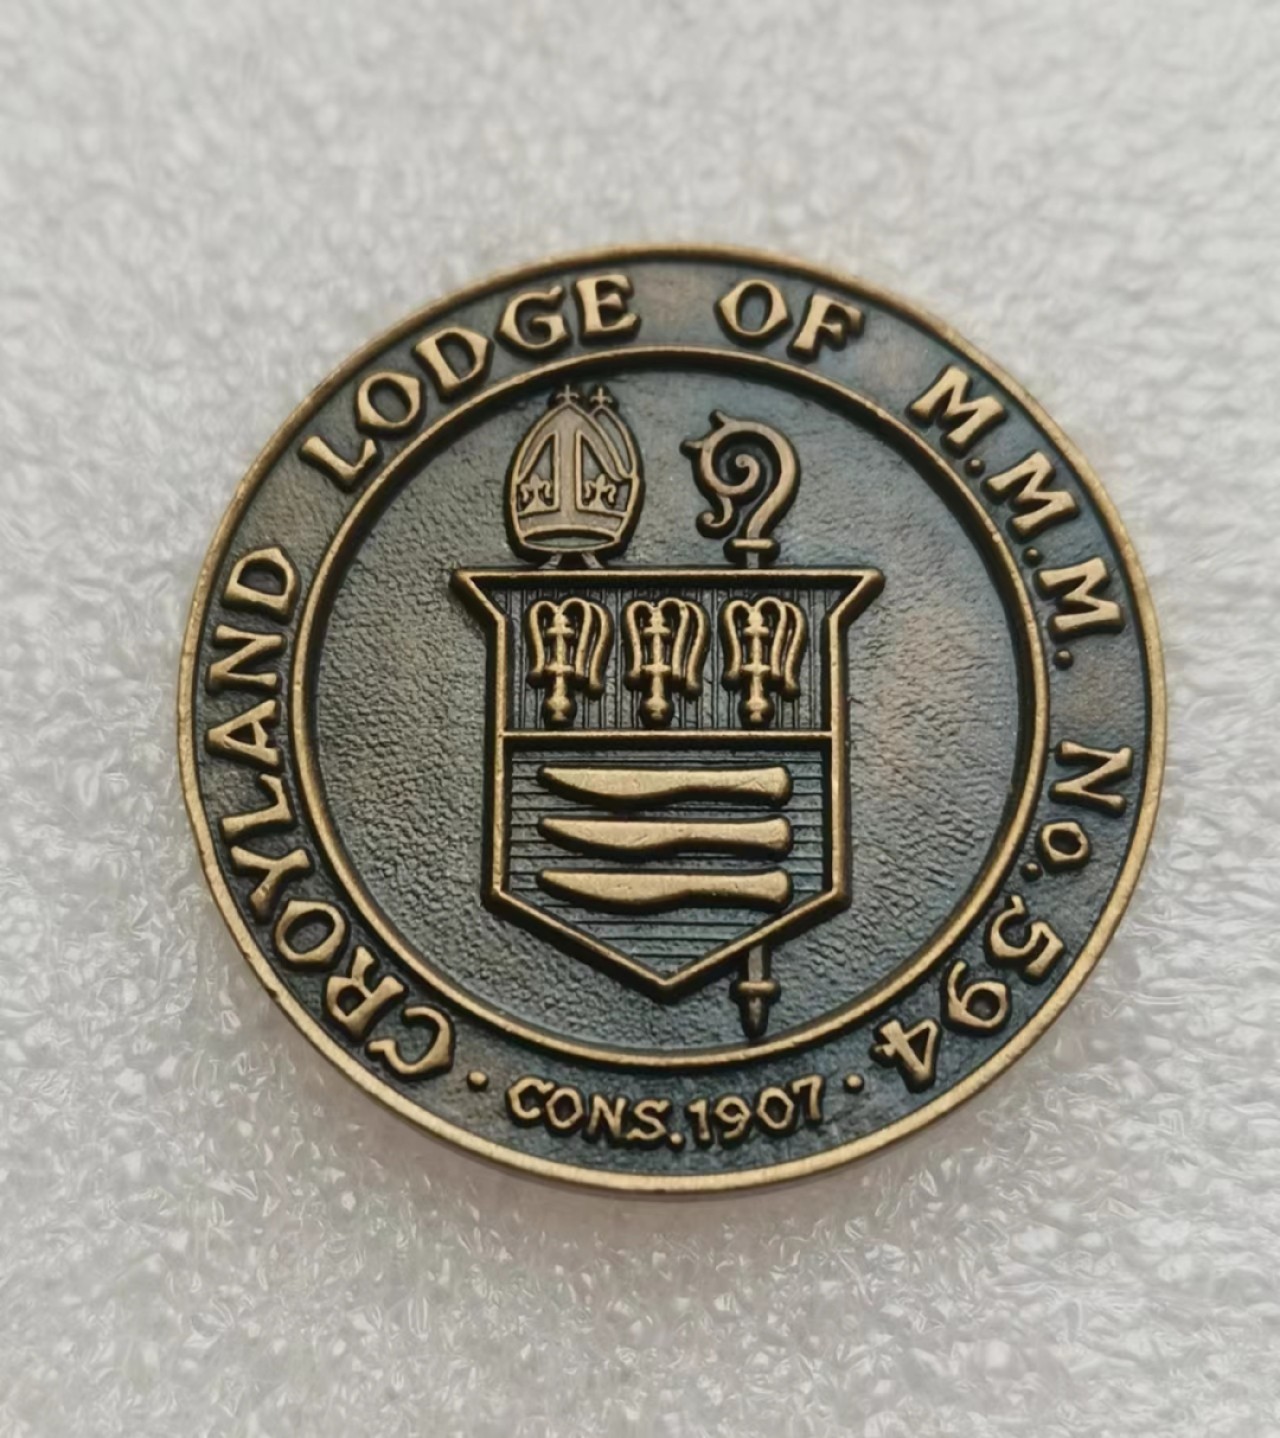 CROYLAND LODGE OF M.M.M. No. 594
· CONS. 1907 ·